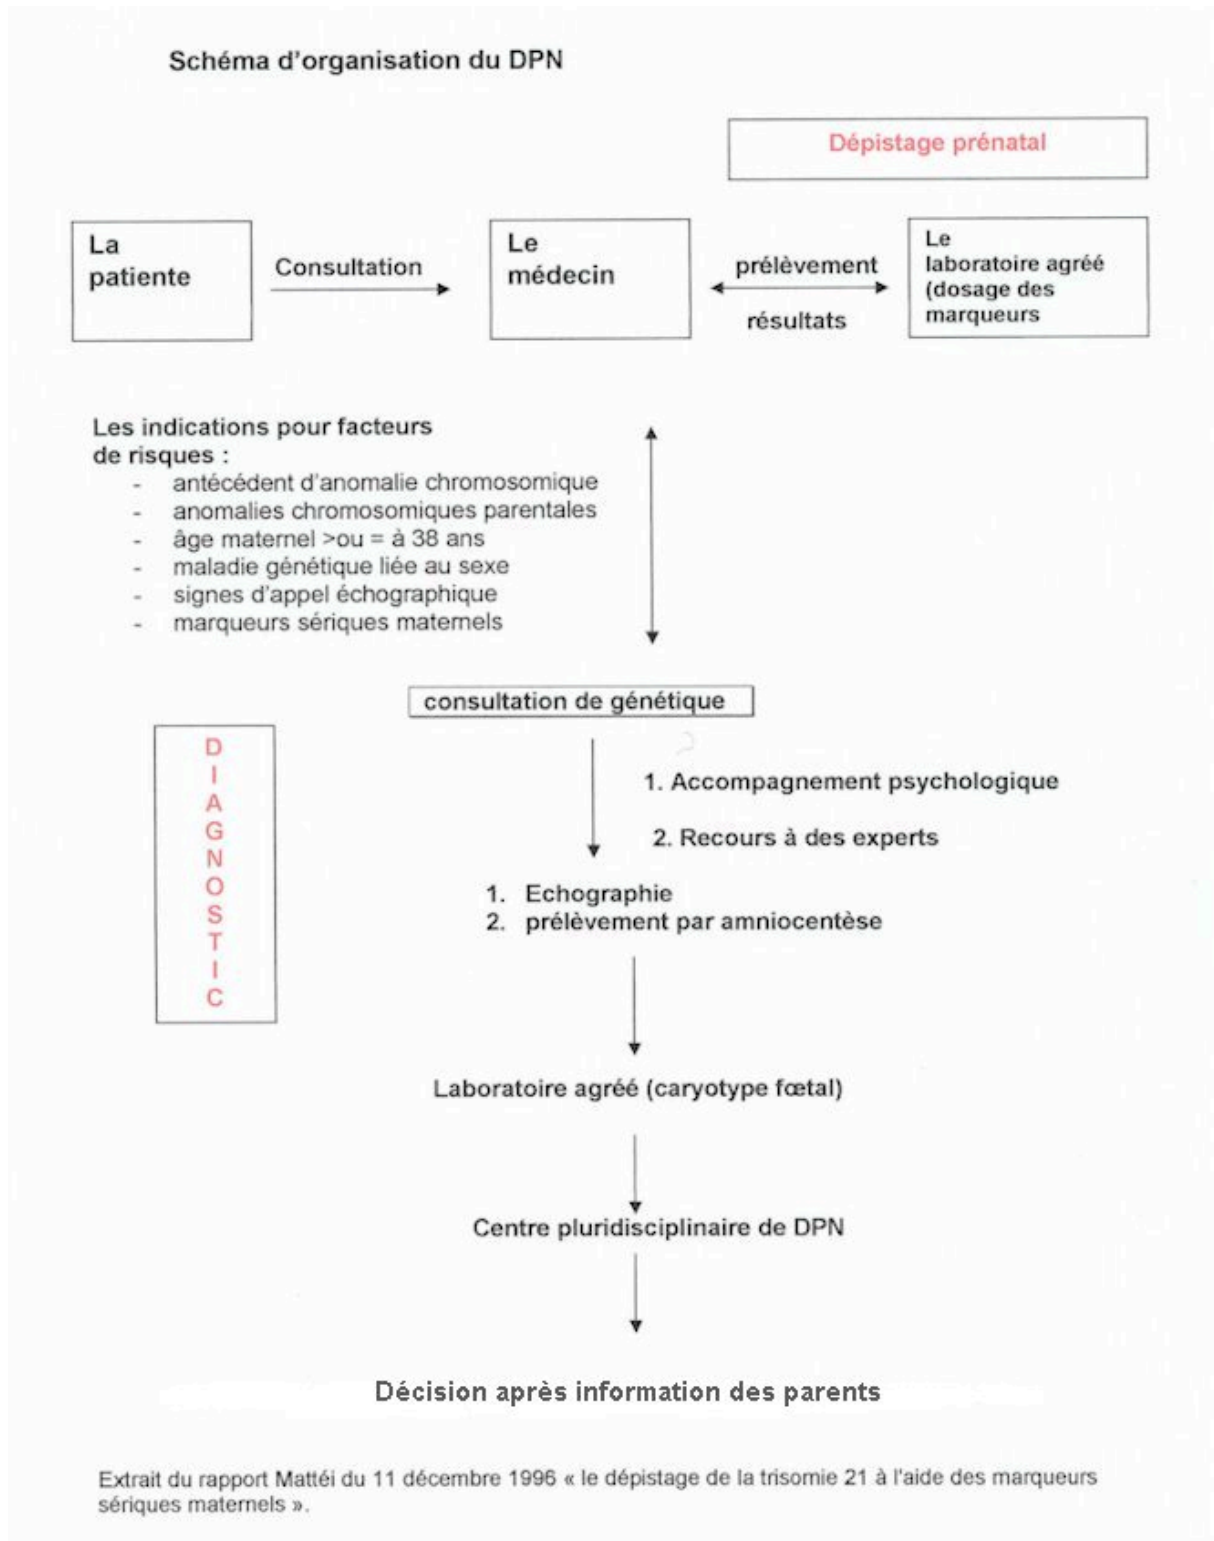 Schéma d'organisation du DPN
Dépistage prénatal
La
patiente
Consultation
Le
médecin
prélèvement
résultats
Le
laboratoire agréé
(dosage des
marqueurs
Les indications pour facteurs
de risques :
- antécédent d'anomalie chromosomique
- anomalies chromosomiques parentales
- âge maternel >ou = à 38 ans
- maladie génétique liée au sexe
- signes d'appel échographique
- marqueurs sériques maternels
consultation de génétique
D
I
A
G
N
O
S
T
I
C
1. Accompagnement psychologique
2. Recours à des experts
1. Echographie
2. prélèvement par amniocentèse
Laboratoire agréé (caryotype fœtal)
Centre pluridisciplinaire de DPN
Décision après information des parents
Extrait du rapport Mattéi du 11 décembre 1996 « le dépistage de la trisomie 21 à l'aide des marqueurs
sériques maternels ».